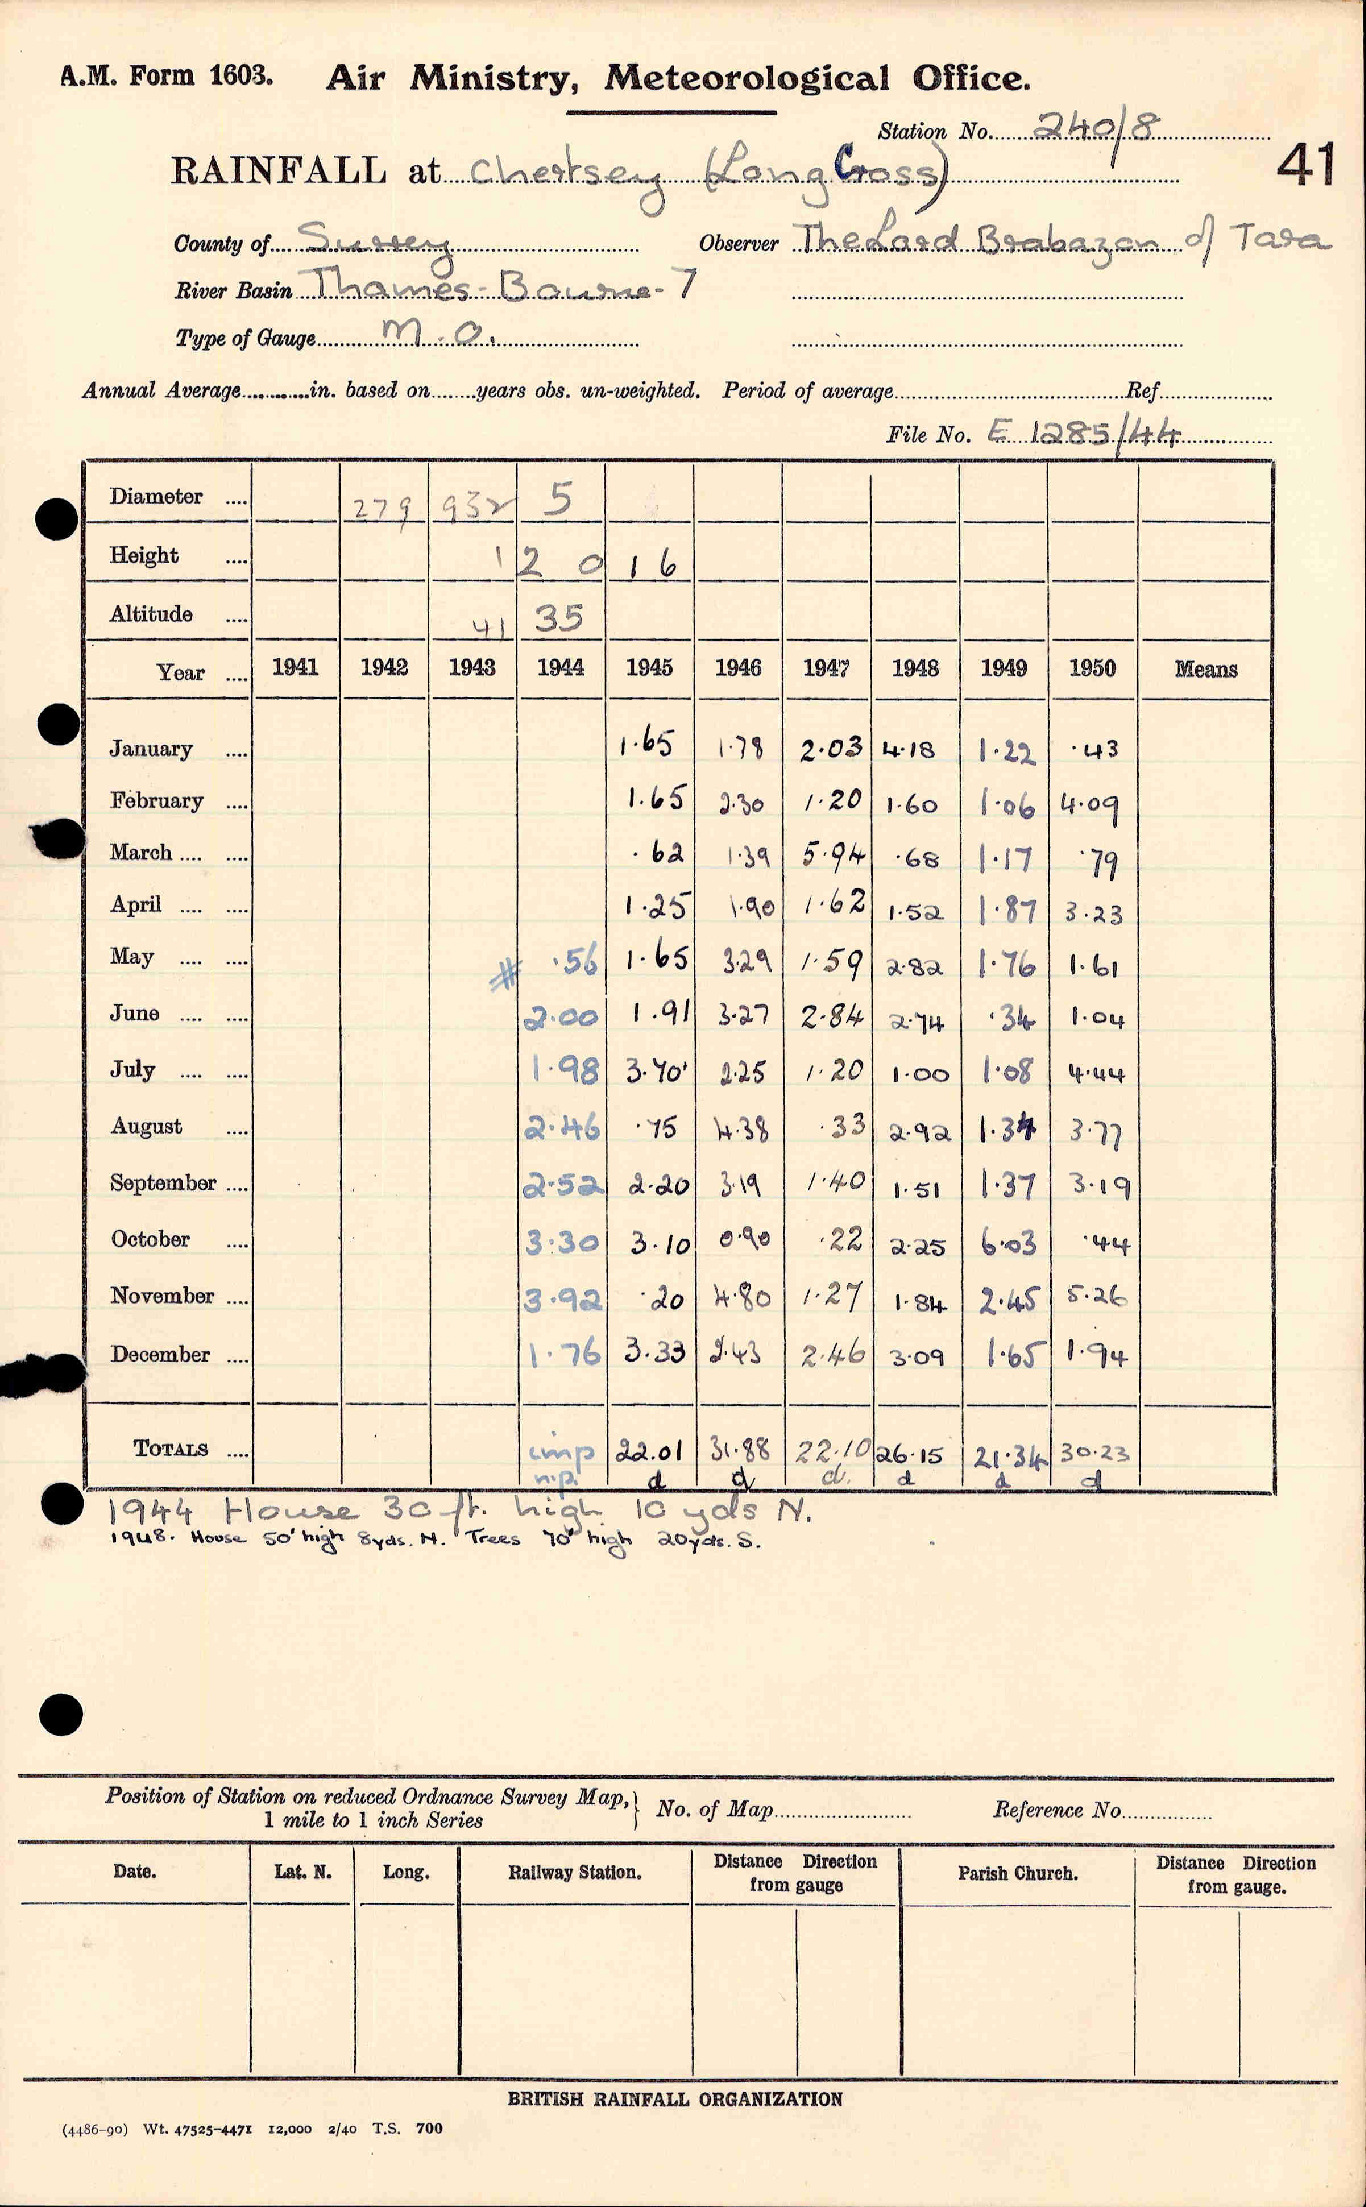 A.M. Form 1603. Air Ministry, Meteorological Office.
Station No. 240/8
41
RAINFALL at Chertsey (Long Cross)
County of Surrey Observer The Lord Brabazon of Tara
River Basin Thames-Bourne-7
Type of Gauge M.O.
Annual Average in. based on years obs. un-weighted. Period of average Ref.
File No. E 1285/44
Diameter 279 932 5
Height 1 2 0 1 6
Altitude 41 35
Year 1941 1942 1943 1944 1945 1946 1947 1948 1949 1950 Means
January 1.65 1.78 2.03 4.18 1.22 .43
February 1.65 2.30 1.20 1.60 1.06 4.09
March .62 1.39 5.94 .68 1.17 .79
April 1.25 1.90 1.62 1.52 1.87 3.23
May # .56 1.65 3.29 1.59 2.82 1.76 1.61
June 2.00 1.91 3.27 2.84 2.74 .34 1.04
July 1.98 3.70 2.25 1.20 1.00 1.08 4.44
August 2.46 .75 4.38 .33 2.92 1.34 3.77
September 2.52 2.20 3.19 1.40 1.51 1.37 3.19
October 3.30 3.10 0.90 .22 2.25 6.03 .44
November 3.92 .20 4.80 1.27 1.84 2.45 5.26
December 1.76 3.33 2.43 2.46 3.09 1.65 1.94
TOTALS imp 22.01 31.88 22.10 26.15 21.34 30.23
n.p. d d d. d d d
1944 House 30 ft. high 10 yds N.
1948. House 50' high 8yds. N. Trees 70' high 20yds. S.
Position of Station on reduced Ordnance Survey Map, } No. of Map Reference No.
1 mile to 1 inch Series
Date. Lat. N. Long. Railway Station. Distance Direction from gauge Parish Church. Distance Direction from gauge.
BRITISH RAINFALL ORGANIZATION
(4486-90) Wt. 47525-4471 12,000 2/40 T.S. 700